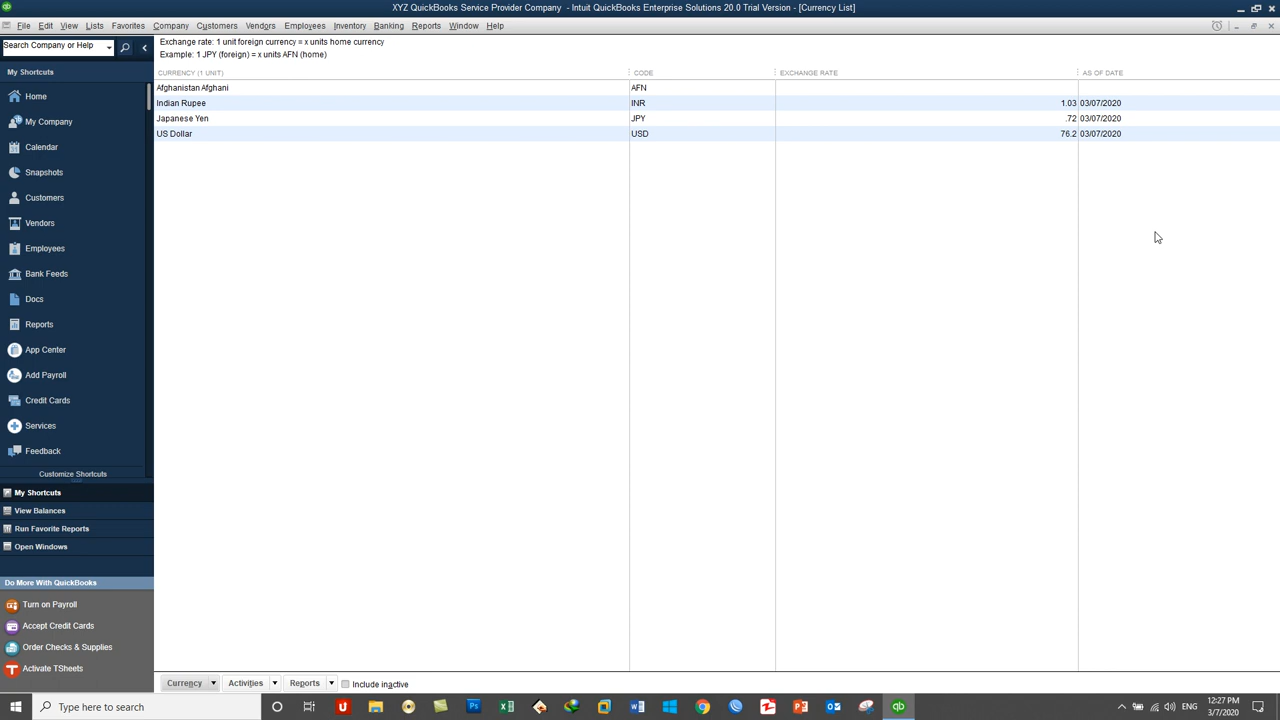 XYZ QuickBooks Service Provider Company - Intuit QuickBooks Enterprise Solutions 20.0 Trial Version - [Currency List]
File Edit View Lists Favorites Company Customers Vendors Employees Inventory Banking Reports Window Help
Search Company or Help
My Shortcuts
Home
My Company
Calendar
Snapshots
Customers
Vendors
Employees
Bank Feeds
Docs
Reports
App Center
Add Payroll
Credit Cards
Services
Feedback
Customize Shortcuts
My Shortcuts
View Balances
Run Favorite Reports
Open Windows
Do More With QuickBooks
Turn on Payroll
Accept Credit Cards
Order Checks & Supplies
Activate TSheets
Exchange rate: 1 unit foreign currency = x units home currency
Example: 1 JPY (foreign) = x units AFN (home)
CURRENCY (1 UNIT) CODE EXCHANGE RATE AS OF DATE
Afghanistan Afghani AFN
Indian Rupee INR 1.03 03/07/2020
Japanese Yen JPY .72 03/07/2020
US Dollar USD 76.2 03/07/2020
Currency Activities Reports Include inactive
Type here to search
ENG
12:27 PM
3/7/2020